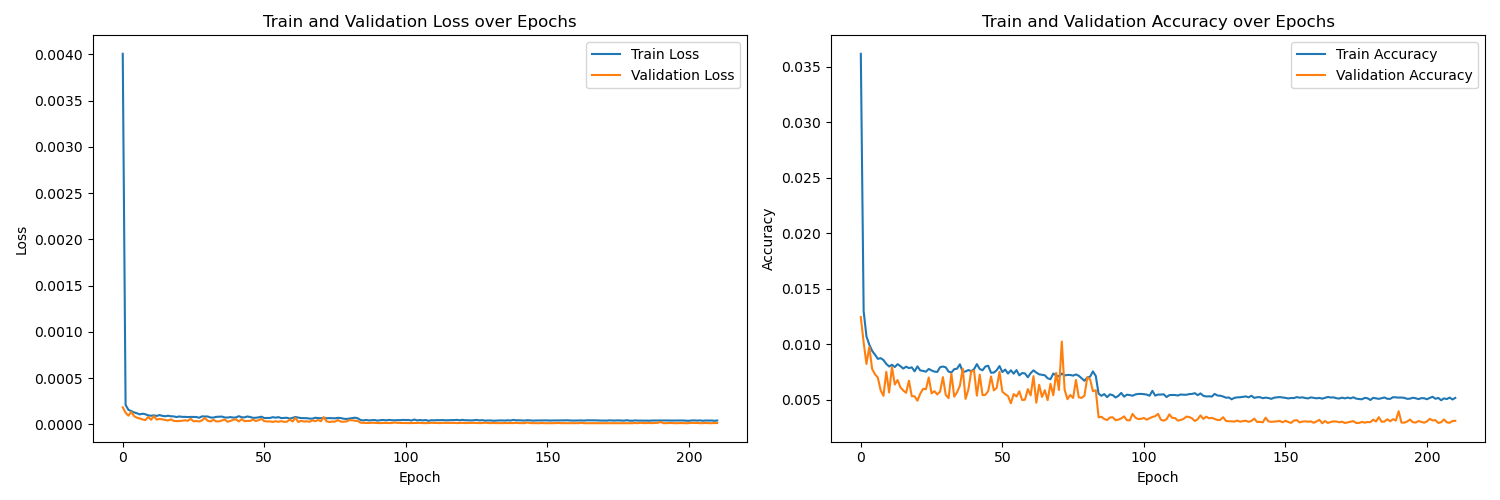 Train and Validation Loss over Epochs
0.0040
0.0035
0.0030
0.0025
0.0020
0.0015
0.0010
0.0005
0.0000
Loss
Train Loss
Validation Loss
0
50
100
150
200
Epoch
Train and Validation Accuracy over Epochs
0.035
0.030
0.025
0.020
0.015
0.010
0.005
Accuracy
Train Accuracy
Validation Accuracy
0
50
100
150
200
Epoch